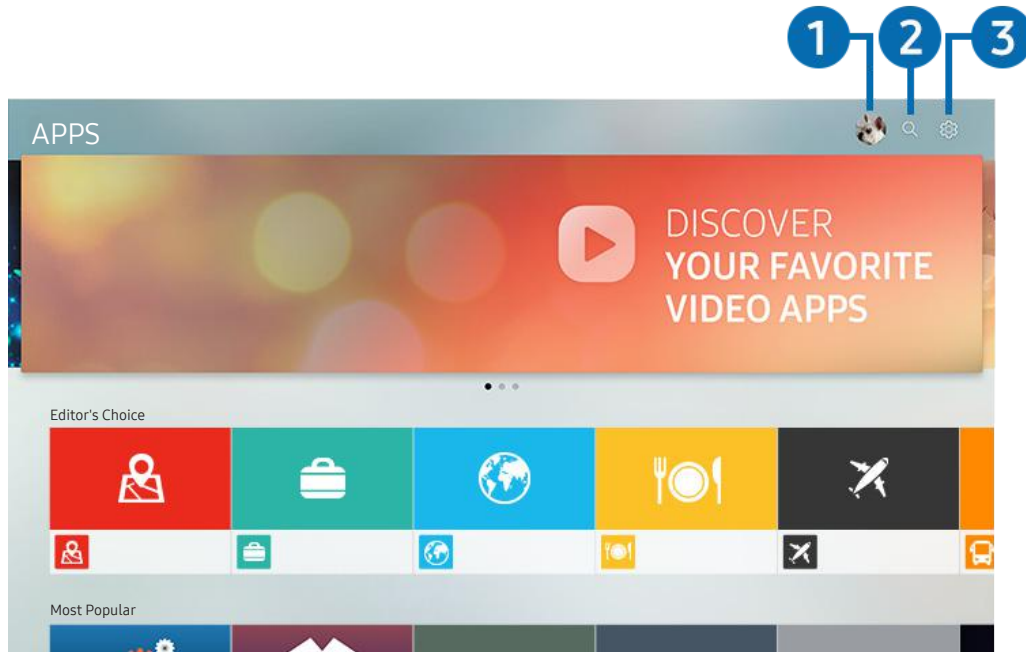 1 2 3
APPS
DISCOVER
YOUR FAVORITE
VIDEO APPS
Editor's Choice
Most Popular